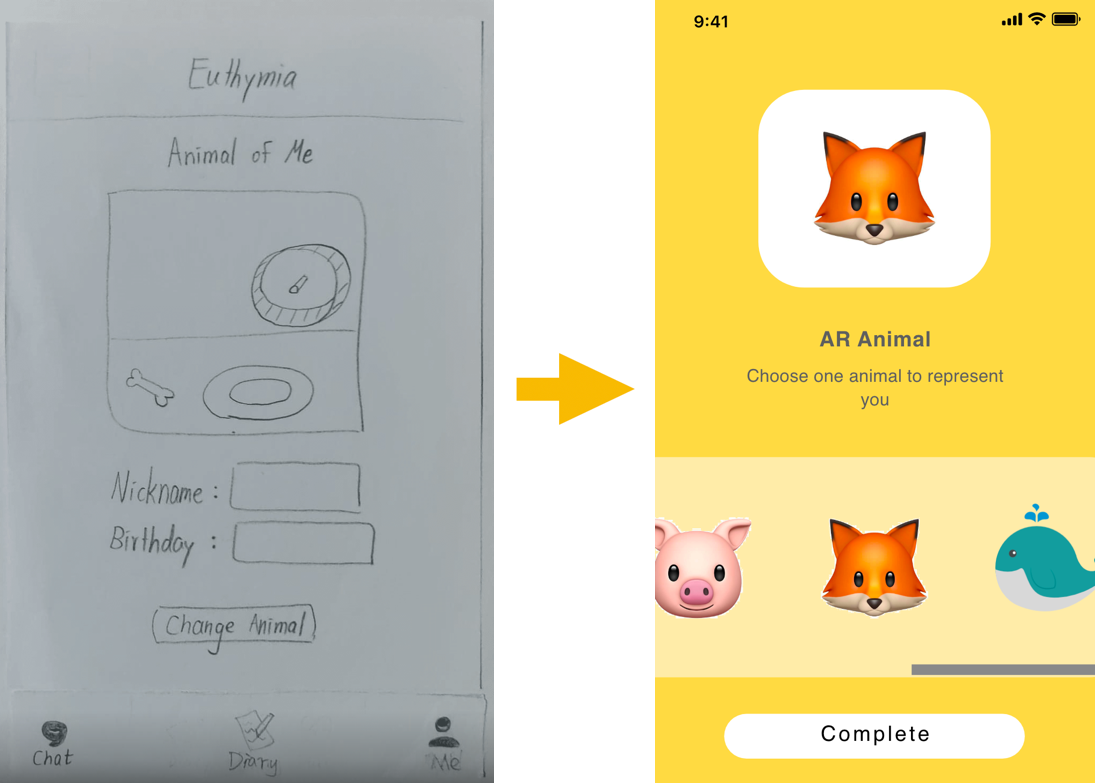 Euthymia
Animal of Me
Nickname :
Birthday :
Change Animal
Chat
Diary
Me
9:41
AR Animal
Choose one animal to represent
you
Complete